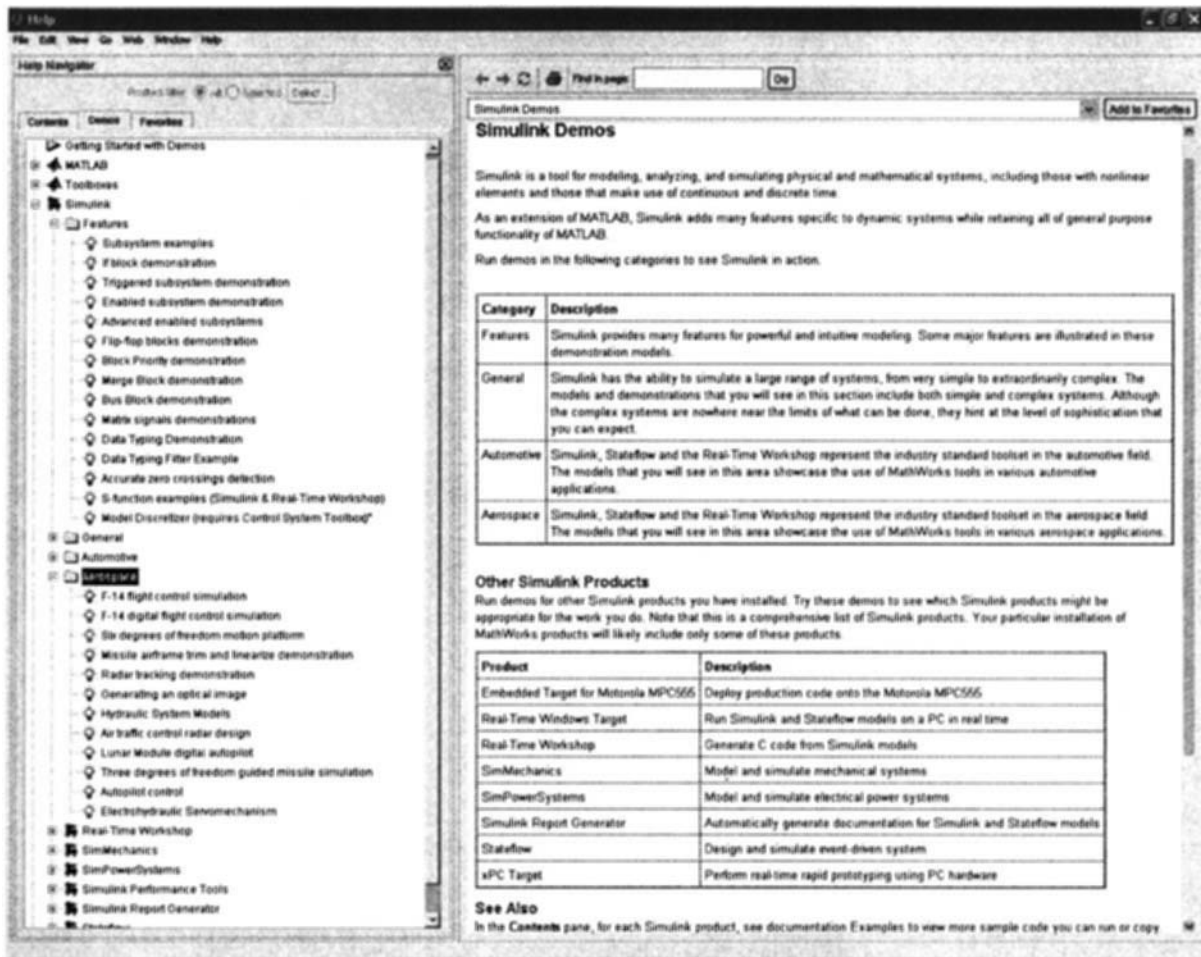 Help
File Edit View Go Web Window Help
Help Navigator
Product filter: All Selected Select...
Contents Demos Favorites
Getting Started with Demos
MATLAB
Toolboxes
Simulink
Features
Subsystem examples
If block demonstration
Triggered subsystem demonstration
Enabled subsystem demonstration
Advanced enabled subsystems
Flip-flop blocks demonstration
Block Priority demonstration
Merge Block demonstration
Bus Block demonstration
Matrix signals demonstrations
Data Typing Demonstration
Data Typing Filter Example
Accurate zero crossings detection
S-function examples (Simulink & Real-Time Workshop)
Model Discretizer (requires Control System Toolbox)*
General
Automotive
Aerospace
F-14 flight control simulation
F-14 digital flight control simulation
Six degrees of freedom motion platform
Missile airframe trim and linearize demonstration
Radar tracking demonstration
Generating an optical image
Hydraulic System Models
Air traffic control radar design
Lunar Module digital autopilot
Three degrees of freedom guided missile simulation
Autopilot control
Electrohydraulic Servomechanism
Real-Time Workshop
SimMechanics
SimPowerSystems
Simulink Performance Tools
Simulink Report Generator
Stateflow
Find in page: Go
Simulink Demos Add to Favorites
Simulink Demos
Simulink is a tool for modeling, analyzing, and simulating physical and mathematical systems, including those with nonlinear
elements and those that make use of continuous and discrete time.
As an extension of MATLAB, Simulink adds many features specific to dynamic systems while retaining all of general purpose
functionality of MATLAB.
Run demos in the following categories to see Simulink in action.
Category Description
Features Simulink provides many features for powerful and intuitive modeling. Some major features are illustrated in these
demonstration models.
General Simulink has the ability to simulate a large range of systems, from very simple to extraordinarily complex. The
models and demonstrations that you will see in this section include both simple and complex systems. Although
the complex systems are nowhere near the limits of what can be done, they hint at the level of sophistication that
you can expect.
Automotive Simulink, Stateflow and the Real-Time Workshop represent the industry standard toolset in the automotive field.
The models that you will see in this area showcase the use of MathWorks tools in various automotive
applications.
Aerospace Simulink, Stateflow and the Real-Time Workshop represent the industry standard toolset in the aerospace field
The models that you will see in this area showcase the use of MathWorks tools in various aerospace applications.
Other Simulink Products
Run demos for other Simulink products you have installed. Try these demos to see which Simulink products might be
appropriate for the work you do. Note that this is a comprehensive list of Simulink products. Your particular installation of
MathWorks products will likely include only some of these products.
Product Description
Embedded Target for Motorola MPC555 Deploy production code onto the Motorola MPC555
Real-Time Windows Target Run Simulink and Stateflow models on a PC in real time
Real-Time Workshop Generate C code from Simulink models
SimMechanics Model and simulate mechanical systems
SimPowerSystems Model and simulate electrical power systems
Simulink Report Generator Automatically generate documentation for Simulink and Stateflow models
Stateflow Design and simulate event-driven system
xPC Target Perform real-time rapid prototyping using PC hardware
See Also
In the Contents pane, for each Simulink product, see documentation Examples to view more sample code you can run or copy